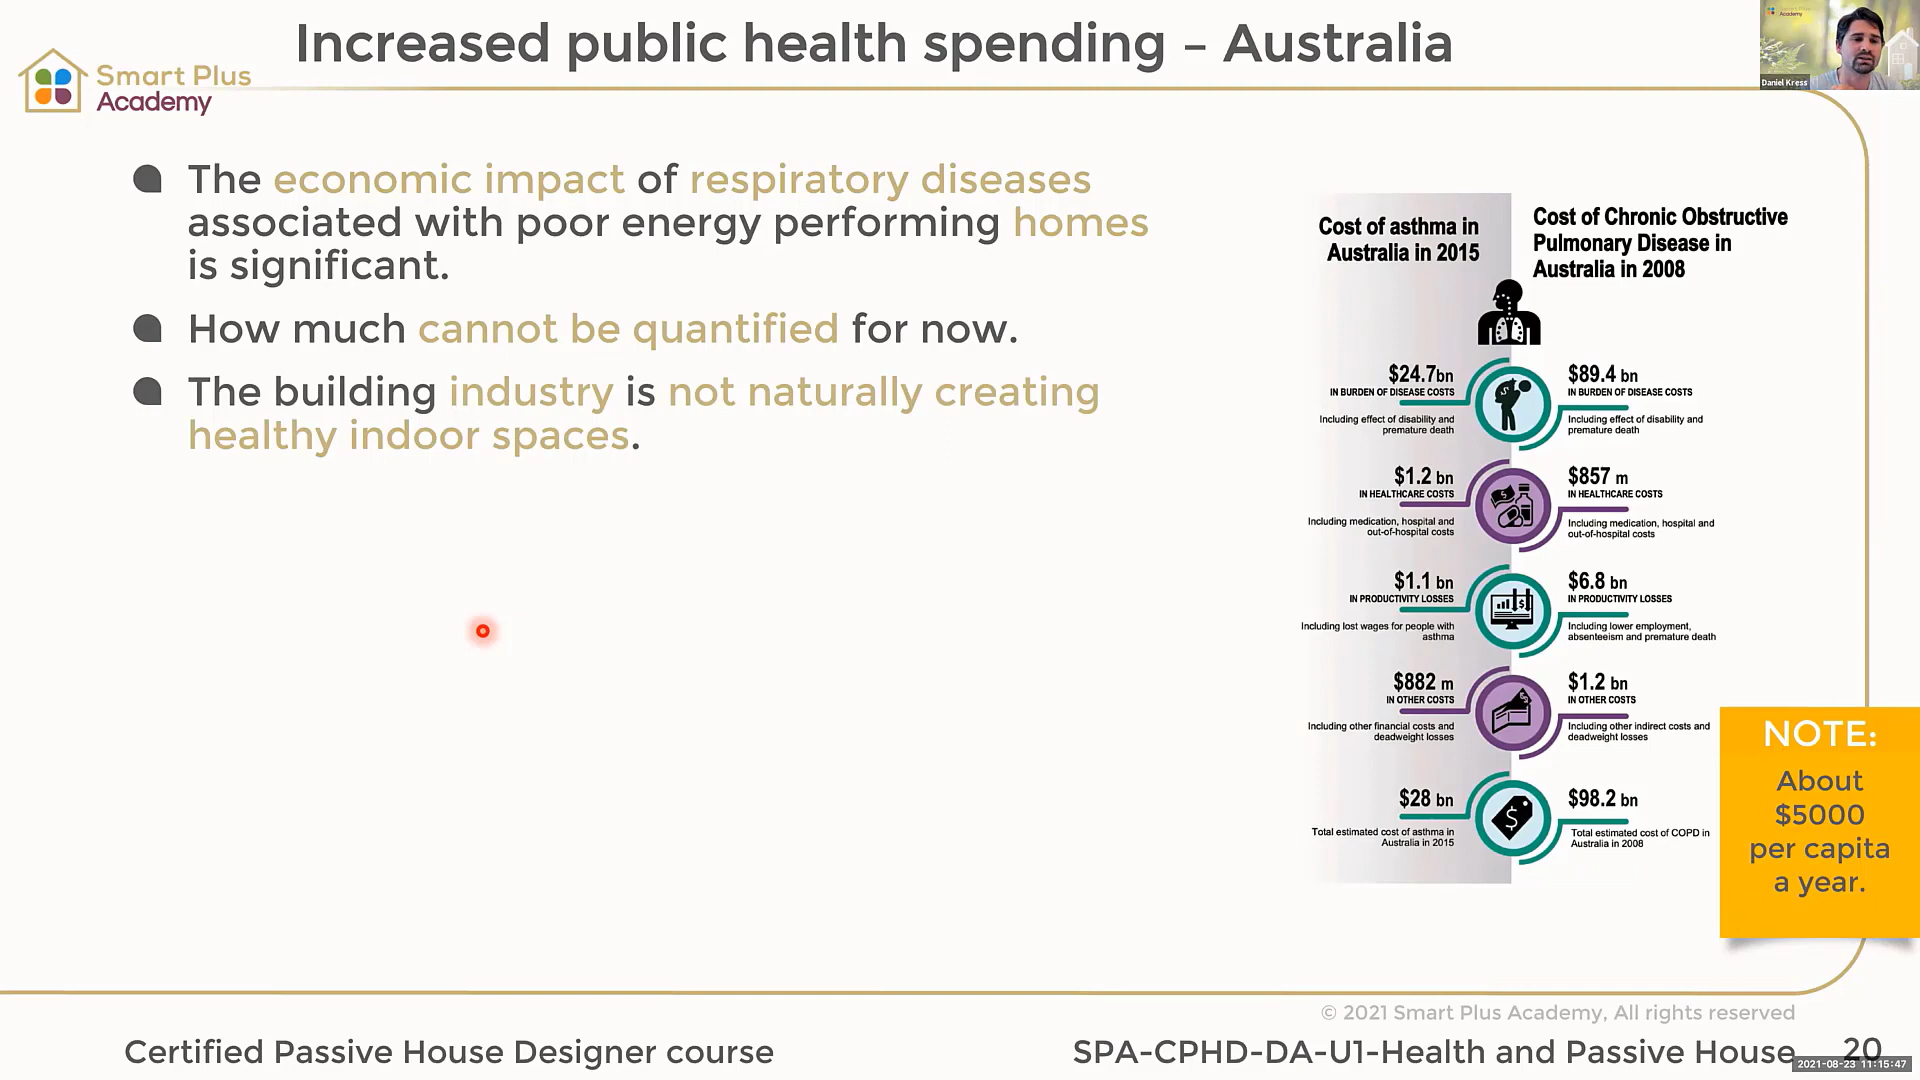 Increased public health spending – Australia
Smart Plus
Academy
Daniel Kress
The economic impact of respiratory diseases
associated with poor energy performing homes
is significant.
How much cannot be quantified for now.
The building industry is not naturally creating
healthy indoor spaces.
Cost of asthma in
Australia in 2015
Cost of Chronic Obstructive
Pulmonary Disease in
Australia in 2008
$24.7bn
IN BURDEN OF DISEASE COSTS
Including effect of disability and
premature death
$89.4 bn
IN BURDEN OF DISEASE COSTS
Including effect of disability and
premature death
$1.2 bn
IN HEALTHCARE COSTS
Including medication, hospital and
out-of-hospital costs
$857 m
IN HEALTHCARE COSTS
Including medication, hospital and
out-of-hospital costs
$1.1 bn
IN PRODUCTIVITY LOSSES
Including lost wages for people with
asthma
$6.8 bn
IN PRODUCTIVITY LOSSES
Including lower employment,
absenteeism and premature death
$882 m
IN OTHER COSTS
Including other financial costs and
deadweight losses
$1.2 bn
IN OTHER COSTS
Including other indirect costs and
deadweight losses
$28 bn
Total estimated cost of asthma in
Australia in 2015
$98.2 bn
Total estimated cost of COPD in
Australia in 2008
NOTE:
About
$5000
per capita
a year.
© 2021 Smart Plus Academy, All rights reserved
Certified Passive House Designer course
SPA-CPHD-DA-U1-Health and Passive House
20
2021-08-23 11:15:47